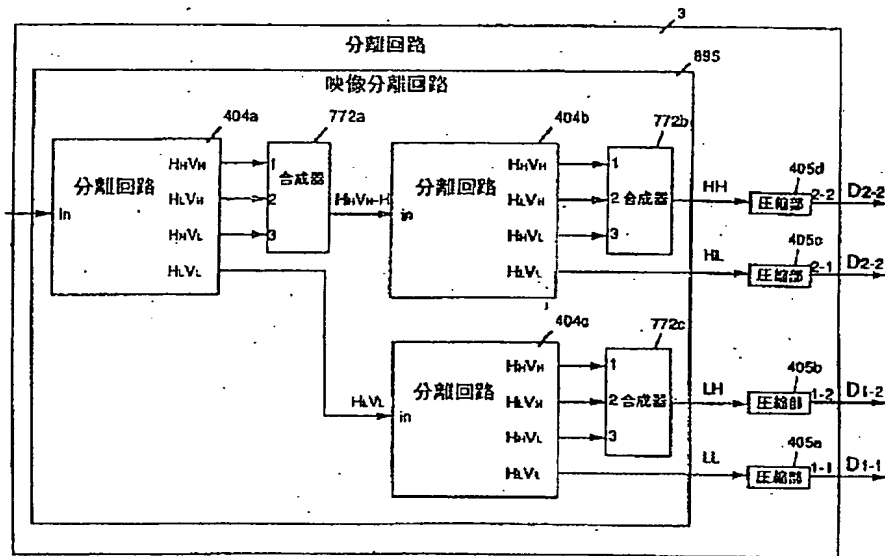 3
分離回路
895
映像分離回路
404a
分離回路
In
HHVH
HLVH
HHVL
HLVL
772a
1
2
3
合成器
HHVH-H
404b
分離回路
in
HHVH
HLVH
HHVL
HLVL
772b
1
2
3
合成器
HH
405d
圧縮部
2-2
D2-2
HL
405c
圧縮部
2-1
D2-2
HLVL
404a
分離回路
in
HHVH
HLVH
HHVL
HLVL
772c
1
2
3
合成器
LH
405b
圧縮部
1-2
D1-2
LL
405a
圧縮部
1-1
D1-1